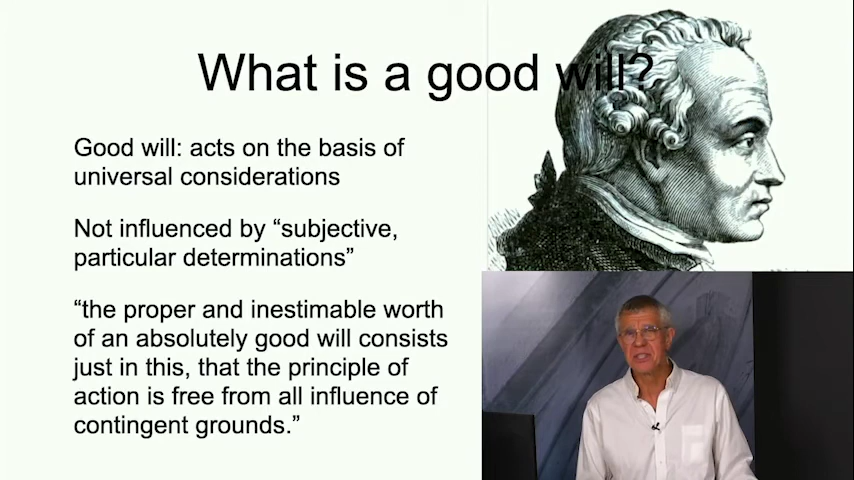 What is a good will?
Good will: acts on the basis of
universal considerations
Not influenced by “subjective,
particular determinations”
“the proper and inestimable worth
of an absolutely good will consists
just in this, that the principle of
action is free from all influence of
contingent grounds.”